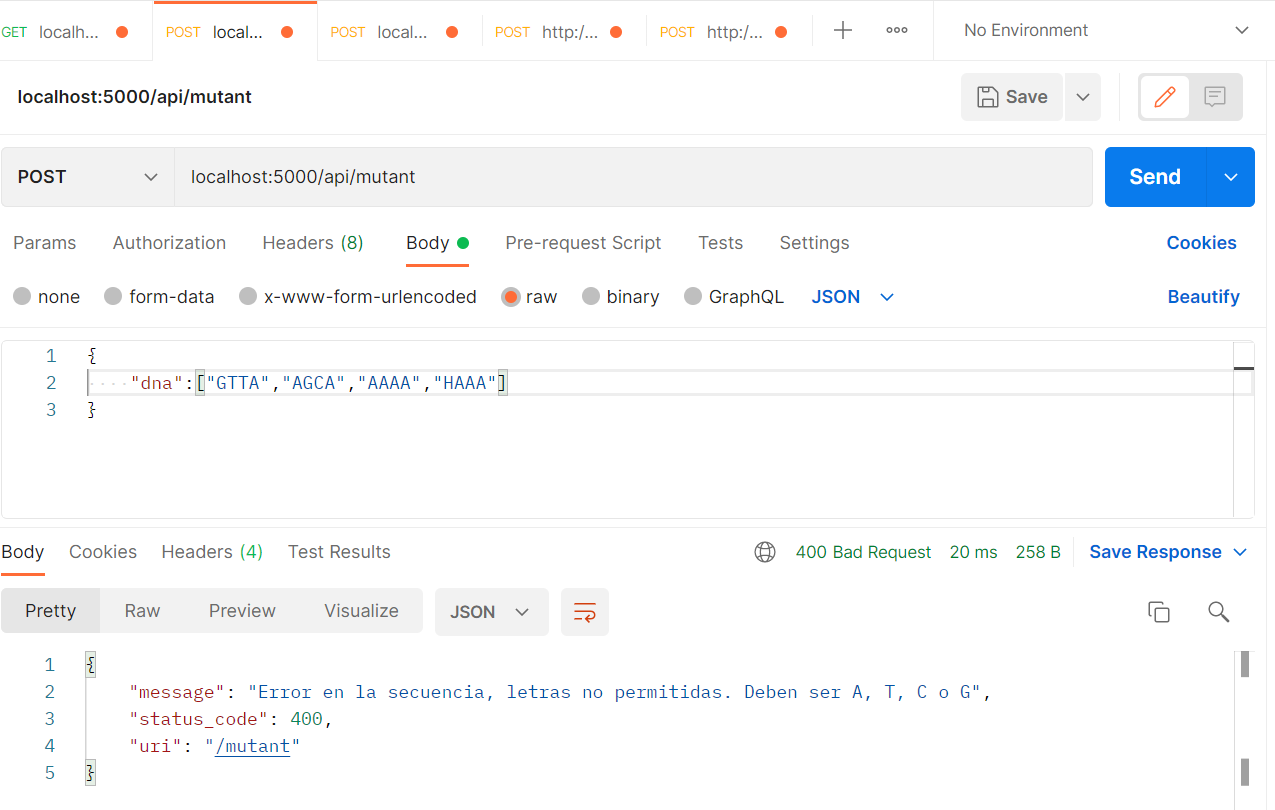 GET localh... POST local... POST local... POST http:/... POST http:/... No Environment
localhost:5000/api/mutant Save
POST localhost:5000/api/mutant Send
Params Authorization Headers (8) Body Pre-request Script Tests Settings Cookies
none form-data x-www-form-urlencoded raw binary GraphQL JSON Beautify
1 {
2 ····"dna":["GTTA","AGCA","AAAA","HAAA"]
3 }
Body Cookies Headers (4) Test Results 400 Bad Request 20 ms 258 B Save Response
Pretty Raw Preview Visualize JSON
1 {
2 "message": "Error en la secuencia, letras no permitidas. Deben ser A, T, C o G",
3 "status_code": 400,
4 "uri": "/mutant"
5 }